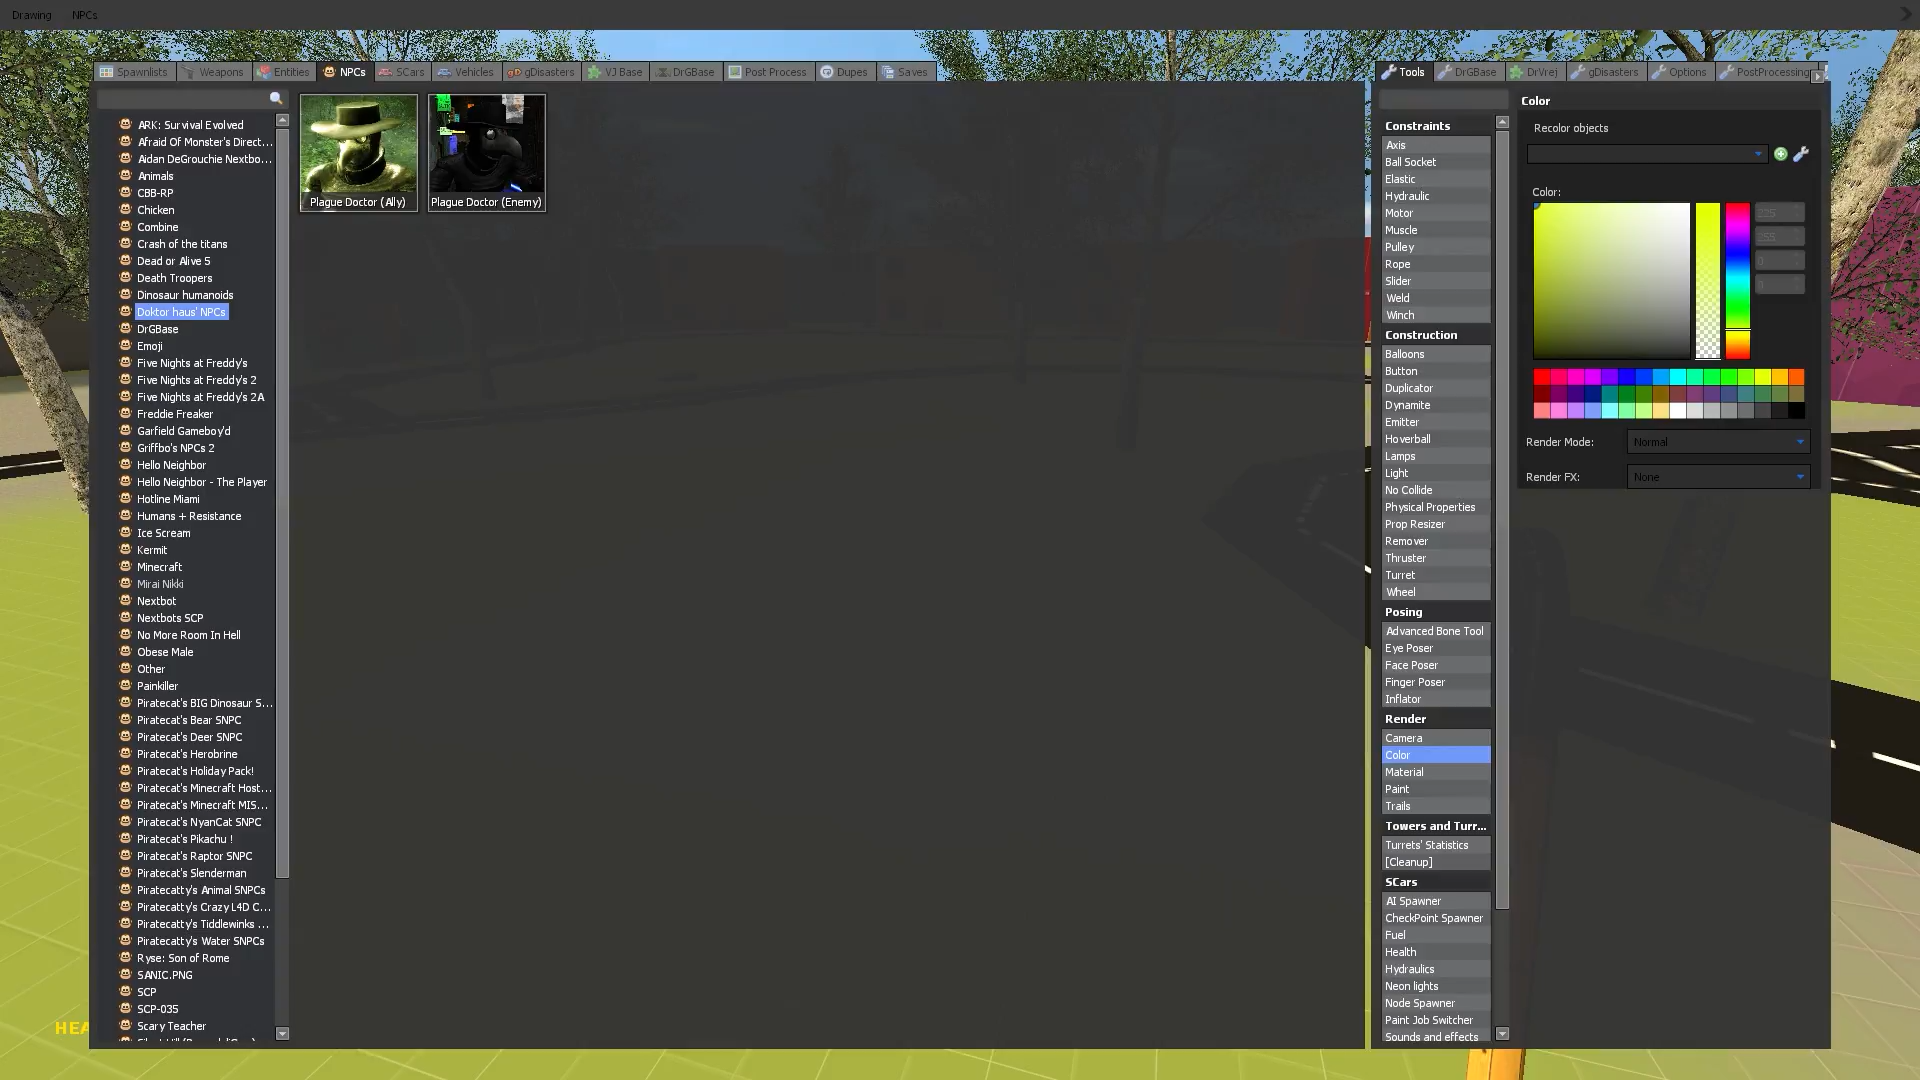 Drawing NPCs
Spawnlists Weapons Entities NPCs SCars Vehicles gDisasters VJ Base DrGBase Post Process Dupes Saves
Tools DrGBase DrVrej gDisasters Options PostProcessing
ARK: Survival Evolved
Afraid Of Monster's Direct...
Aidan DeGrouchie Nextbo...
Animals
CBB-RP
Chicken
Combine
Crash of the titans
Dead or Alive 5
Death Troopers
Dinosaur humanoids
Doktor haus' NPCs
DrGBase
Emoji
Five Nights at Freddy's
Five Nights at Freddy's 2
Five Nights at Freddy's 2A
Freddie Freaker
Garfield Gameboy'd
Griffbo's NPCs 2
Hello Neighbor
Hello Neighbor - The Player
Hotline Miami
Humans + Resistance
Ice Scream
Kermit
Minecraft
Mirai Nikki
Nextbot
Nextbots SCP
No More Room In Hell
Obese Male
Other
Painkiller
Piratecat's BIG Dinosaur S...
Piratecat's Bear SNPC
Piratecat's Deer SNPC
Piratecat's Herobrine
Piratecat's Holiday Pack!
Piratecat's Minecraft Host...
Piratecat's Minecraft MIS...
Piratecat's NyanCat SNPC
Piratecat's Pikachu !
Piratecat's Raptor SNPC
Piratecat's Slenderman
Piratecatty's Animal SNPCs
Piratecatty's Crazy L4D C...
Piratecatty's Tiddlewinks ...
Piratecatty's Water SNPCs
Ryse: Son of Rome
SANIC.PNG
SCP
SCP-035
Scary Teacher
HEA
Plague Doctor (Ally)
Plague Doctor (Enemy)
Constraints
Axis
Ball Socket
Elastic
Hydraulic
Motor
Muscle
Pulley
Rope
Slider
Weld
Winch
Construction
Balloons
Button
Duplicator
Dynamite
Emitter
Hoverball
Lamps
Light
No Collide
Physical Properties
Prop Resizer
Remover
Thruster
Turret
Wheel
Posing
Advanced Bone Tool
Eye Poser
Face Poser
Finger Poser
Inflator
Render
Camera
Color
Material
Paint
Trails
Towers and Turr...
Turrets' Statistics
[Cleanup]
SCars
AI Spawner
CheckPoint Spawner
Fuel
Health
Hydraulics
Neon lights
Node Spawner
Paint Job Switcher
Sounds and effects
Color
Recolor objects
Color:
225
255
0
Render Mode: Normal
Render FX: None